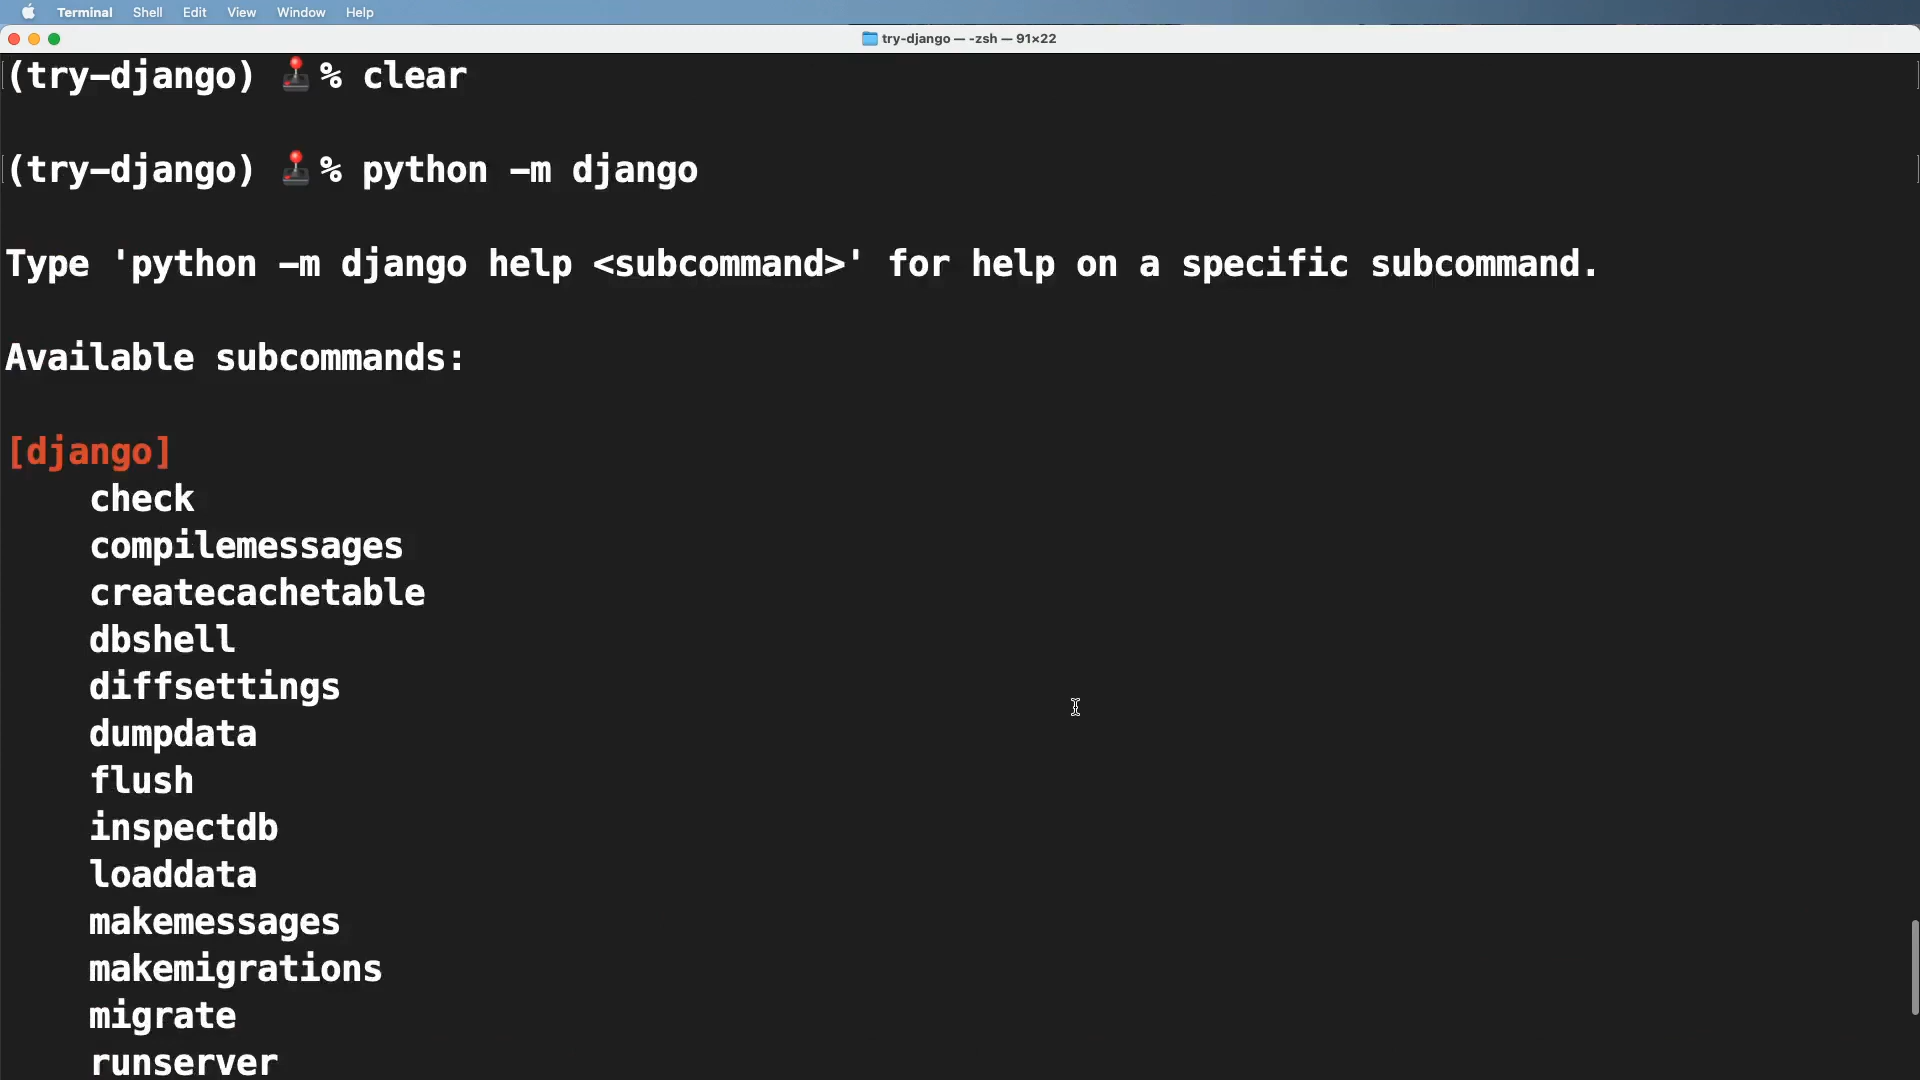 Terminal Shell Edit View Window Help
try-django — -zsh — 91×22
(try-django) 🕹️% clear
(try-django) 🕹️% python -m django
Type 'python -m django help <subcommand>' for help on a specific subcommand.
Available subcommands:
[django]
check
compilemessages
createcachetable
dbshell
diffsettings
dumpdata
flush
inspectdb
loaddata
makemessages
makemigrations
migrate
runserver